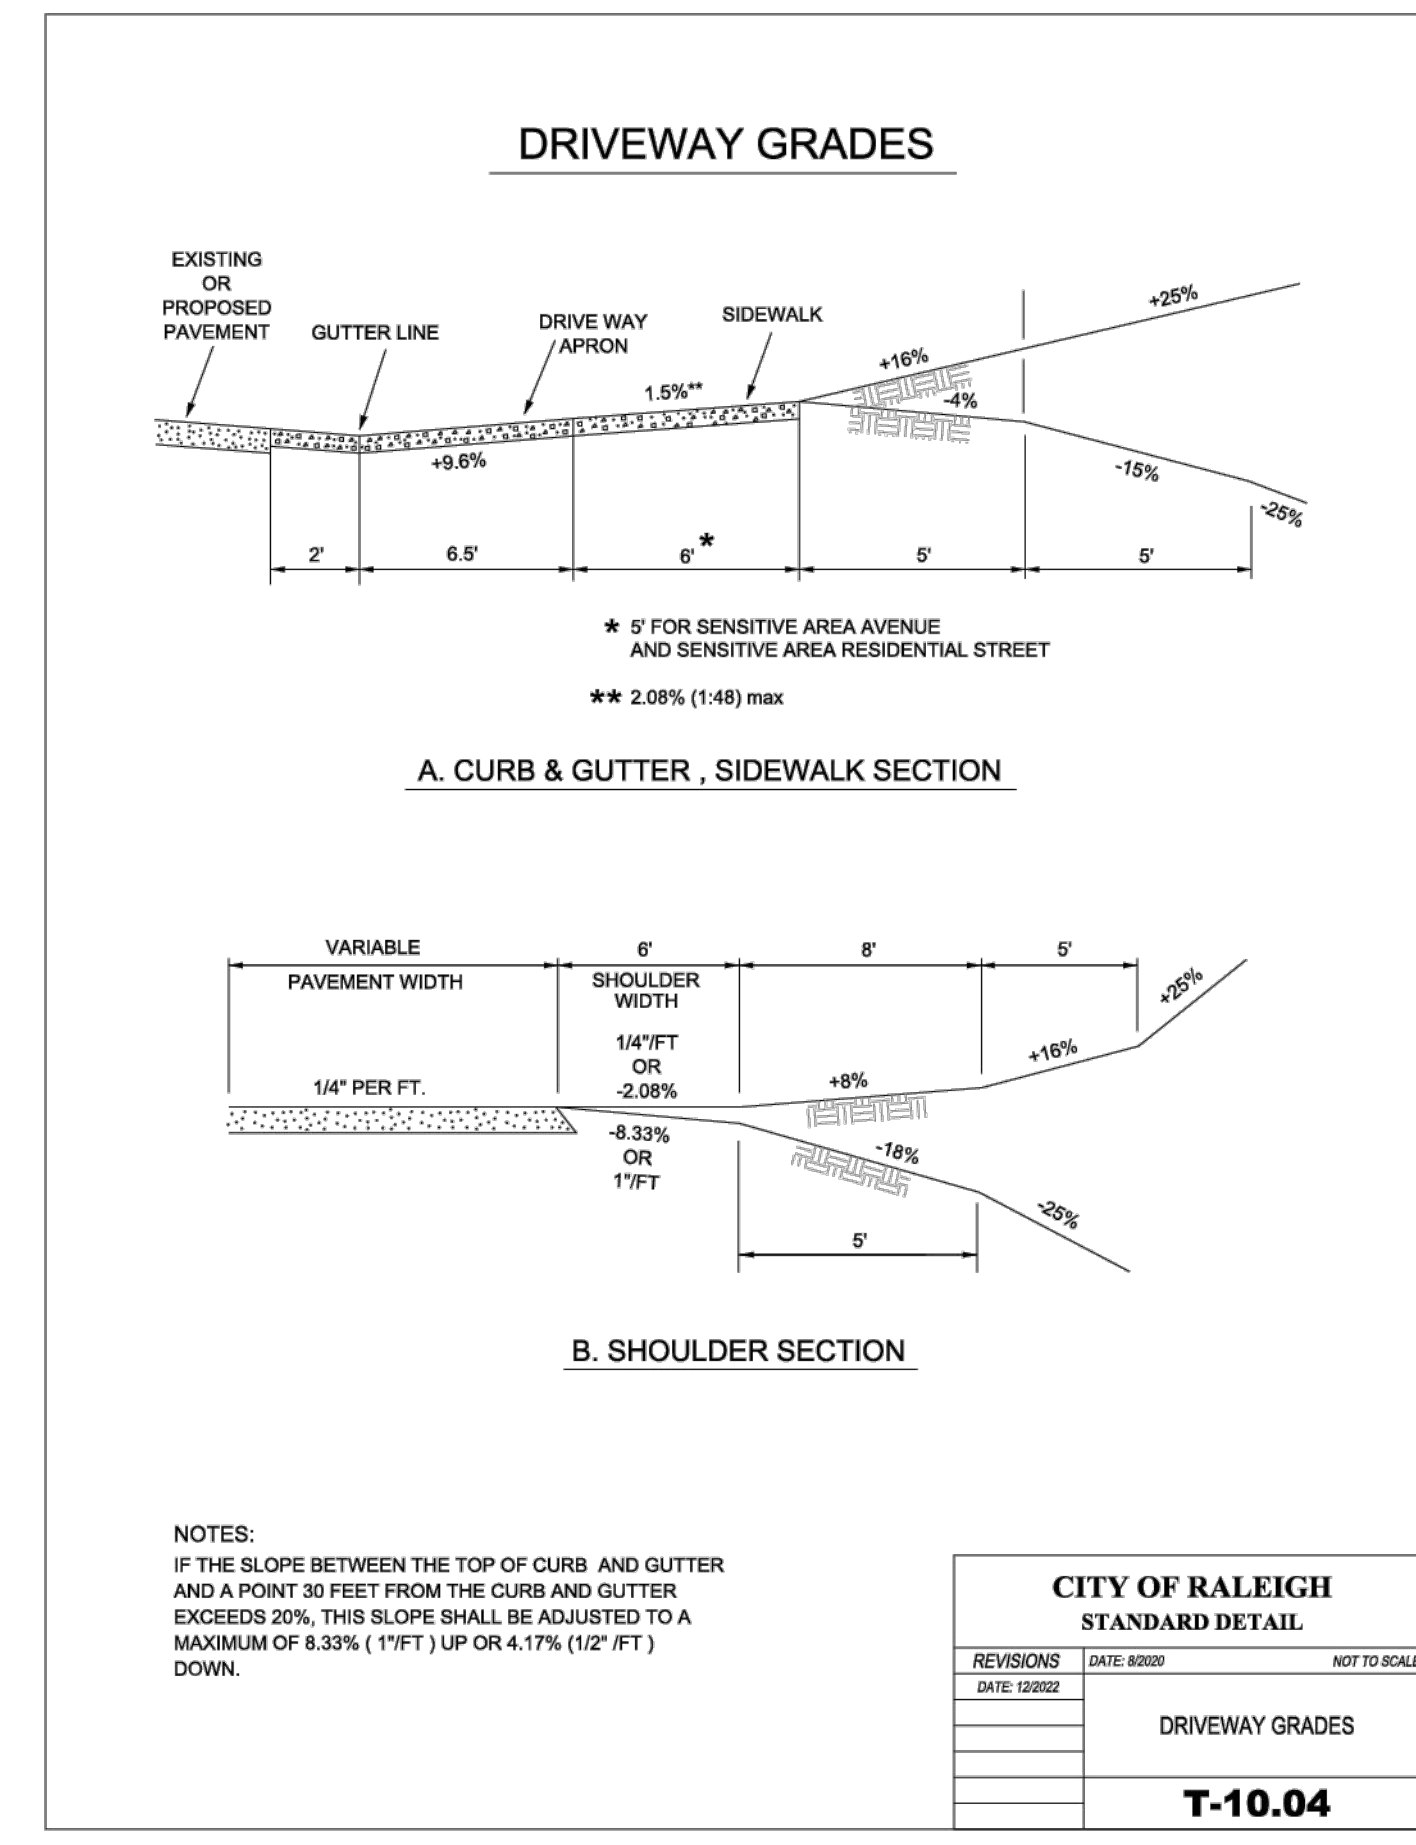 DRIVEWAY GRADES
EXISTING
OR
PROPOSED
PAVEMENT
GUTTER LINE
DRIVE WAY
APRON
SIDEWALK
1.5%**
+9.6%
+16%
+25%
-4%
-15%
-25%
2'
6.5'
6' *
5'
5'
* 5' FOR SENSITIVE AREA AVENUE
AND SENSITIVE AREA RESIDENTIAL STREET
** 2.08% (1:48) max
A. CURB & GUTTER , SIDEWALK SECTION
VARIABLE
PAVEMENT WIDTH
6'
SHOULDER
WIDTH
8'
5'
1/4" PER FT.
1/4"/FT
OR
-2.08%
-8.33%
OR
1"/FT
+8%
+16%
+25%
-18%
-25%
5'
B. SHOULDER SECTION
NOTES:
IF THE SLOPE BETWEEN THE TOP OF CURB AND GUTTER
AND A POINT 30 FEET FROM THE CURB AND GUTTER
EXCEEDS 20%, THIS SLOPE SHALL BE ADJUSTED TO A
MAXIMUM OF 8.33% ( 1"/FT ) UP OR 4.17% (1/2" /FT )
DOWN.
CITY OF RALEIGH
STANDARD DETAIL
REVISIONS
DATE: 8/2020
NOT TO SCALE
DATE: 12/2022
DRIVEWAY GRADES
T-10.04